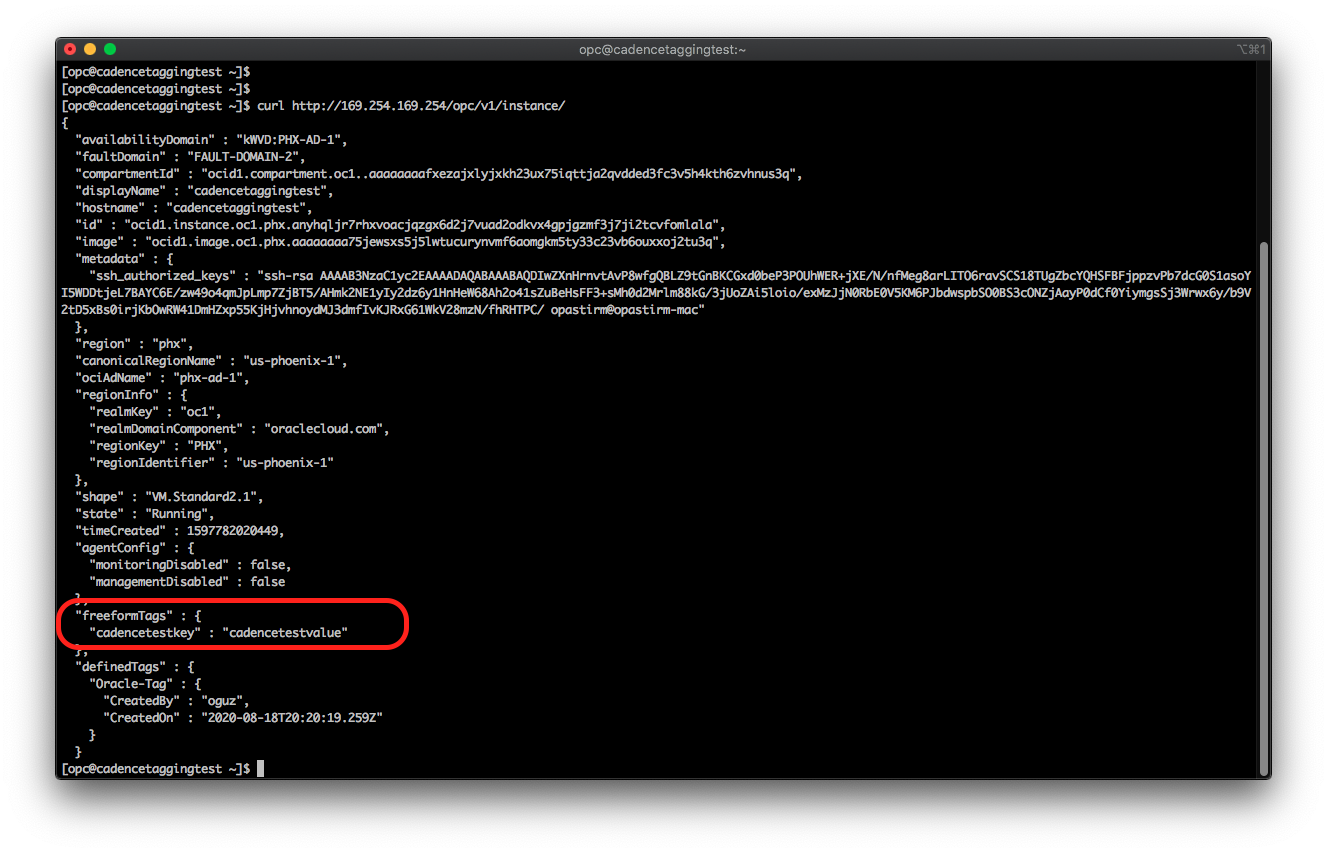 opc@cadencetaggingtest:~
⌥⌘1
[opc@cadencetaggingtest ~]$
[opc@cadencetaggingtest ~]$
[opc@cadencetaggingtest ~]$ curl http://169.254.169.254/opc/v1/instance/
{
  "availabilityDomain" : "kWVD:PHX-AD-1",
  "faultDomain" : "FAULT-DOMAIN-2",
  "compartmentId" : "ocid1.compartment.oc1..aaaaaaaafxezajxlyjxkh23ux75iqttja2qvdded3fc3v5h4kth6zvhnus3q",
  "displayName" : "cadencetaggingtest",
  "hostname" : "cadencetaggingtest",
  "id" : "ocid1.instance.oc1.phx.anyhqljr7rhxvoacjqzgx6d2j7vuad2odkvx4gpjgzmf3j7ji2tcvfomlala",
  "image" : "ocid1.image.oc1.phx.aaaaaaaa75jewsxs5j5lwtucurynvmf6aomgkm5ty33c23vb6ouxxoj2tu3q",
  "metadata" : {
    "ssh_authorized_keys" : "ssh-rsa AAAAB3NzaC1yc2EAAAADAQABAAABAQDIwZXnHrnvtAvP8wfgQBLZ9tGnBKCGxd0beP3POUhWER+jXE/N/nfMeg8arLITO6ravSCS18TUgZbcYQHSFBFjppzvPb7dcG0S1asoY
I5WDDtjeL7BAYC6E/zw49o4qmJpLmp7ZjBT5/AHmk2NE1yIy2dz6y1HnHeW68Ah2o41sZuBeHsFF3+sMh0d2Mrlm88kG/3jUoZAi5loio/exMzJjN0RbE0V5KM6PJbdwspbSO0BS3cONZjAayP0dCf0YiymgsSj3Wrwx6y/b9V
2tD5xBs0irjKbOwRW41DmHZxp55KjHjvhnoydMJ3dmfIvKJRxG61WkV28mzN/fhRHTPC/ opastirm@opastirm-mac"
  },
  "region" : "phx",
  "canonicalRegionName" : "us-phoenix-1",
  "ociAdName" : "phx-ad-1",
  "regionInfo" : {
    "realmKey" : "oc1",
    "realmDomainComponent" : "oraclecloud.com",
    "regionKey" : "PHX",
    "regionIdentifier" : "us-phoenix-1"
  },
  "shape" : "VM.Standard2.1",
  "state" : "Running",
  "timeCreated" : 1597782020449,
  "agentConfig" : {
    "monitoringDisabled" : false,
    "managementDisabled" : false
  },
  "freeformTags" : {
    "cadencetestkey" : "cadencetestvalue"
  },
  "definedTags" : {
    "Oracle-Tag" : {
      "CreatedBy" : "oguz",
      "CreatedOn" : "2020-08-18T20:20:19.259Z"
    }
  }
[opc@cadencetaggingtest ~]$